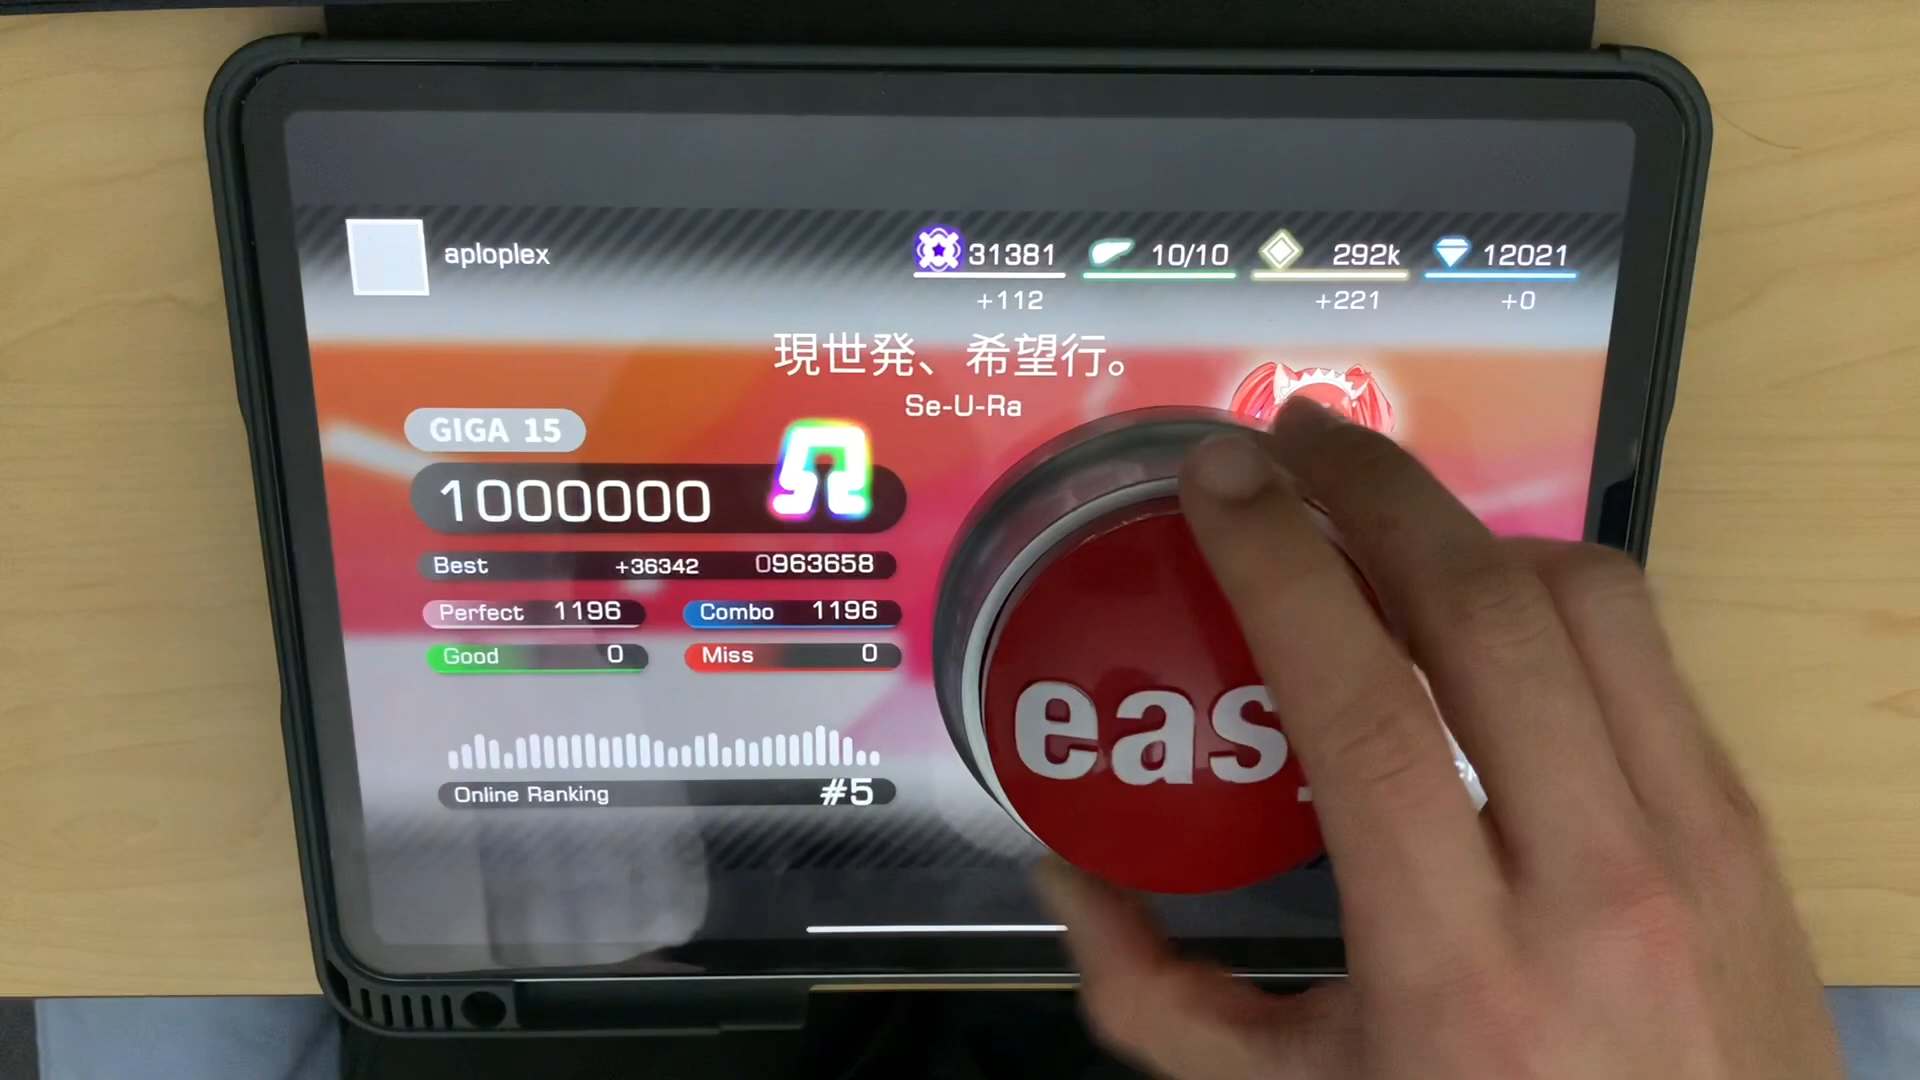 aploplex
31381 10/10 292k 12021
+112 +221 +0
現世発、希望行。
Se-U-Ra
GIGA 15
1000000
Best +36342 0963658
Perfect 1196 Combo 1196
Good 0 Miss 0
Online Ranking #5
eas